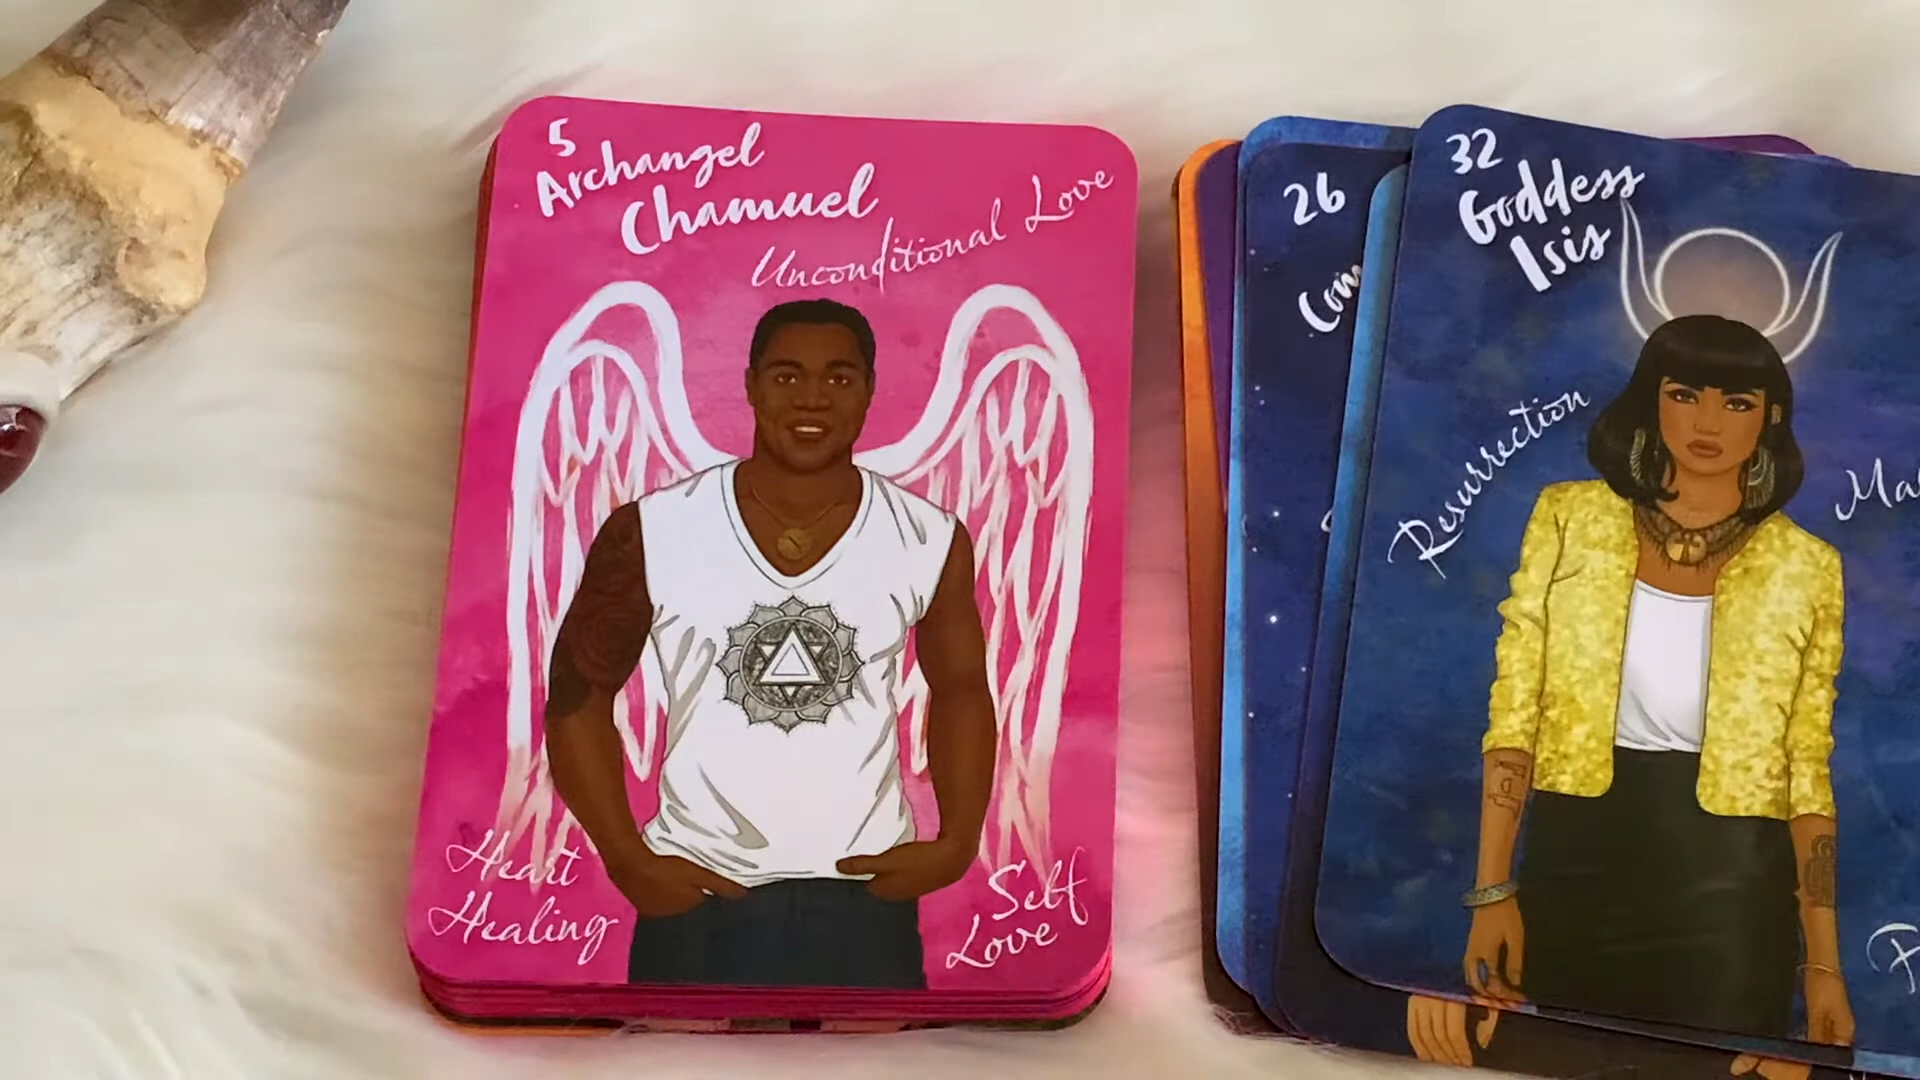 5
Archangel
Chamuel
Unconditional Love
Heart
Healing
Self
Love
26
32
Goddess
Isis
Resurrection